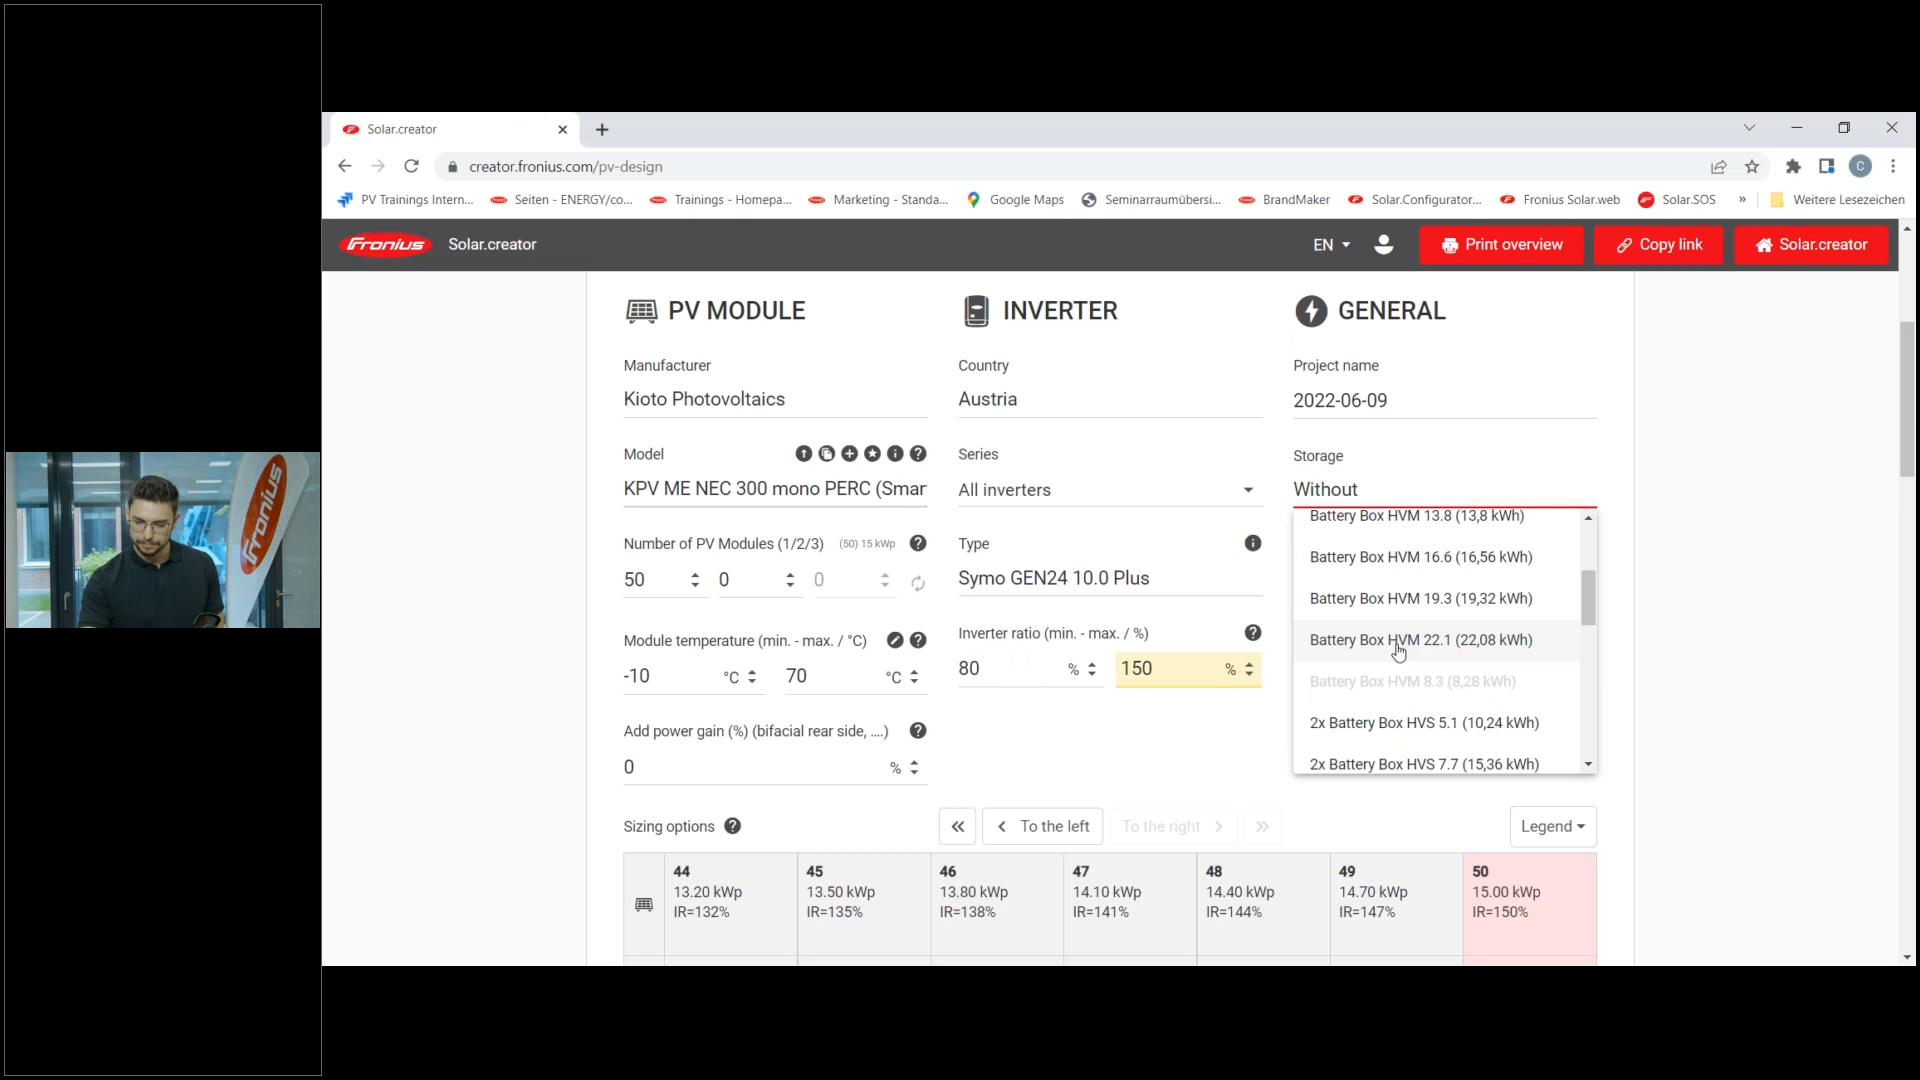 Solar.creator
creator.fronius.com/pv-design
PV Trainings Intern...
Seiten - ENERGY/co...
Trainings - Homepa...
Marketing - Standa...
Google Maps
Seminarraumübersi...
BrandMaker
Solar.Configurator...
Fronius Solar.web
Solar.SOS
»
Weitere Lesezeichen
C
Fronius
Solar.creator
EN
Print overview
Copy link
Solar.creator
PV MODULE
Manufacturer
Kioto Photovoltaics
Model
KPV ME NEC 300 mono PERC (Smar
Number of PV Modules (1/2/3) (50) 15 kWp
50 0 0
Module temperature (min. - max. / °C)
-10 °C 70 °C
Add power gain (%) (bifacial rear side, ....)
0 %
INVERTER
Country
Austria
Series
All inverters
Type
Symo GEN24 10.0 Plus
Inverter ratio (min. - max. / %)
80 % 150 %
GENERAL
Project name
2022-06-09
Storage
Without
Battery Box HVM 13.8 (13,8 kWh)
Battery Box HVM 16.6 (16,56 kWh)
Battery Box HVM 19.3 (19,32 kWh)
Battery Box HVM 22.1 (22,08 kWh)
Battery Box HVM 8.3 (8,28 kWh)
2x Battery Box HVS 5.1 (10,24 kWh)
2x Battery Box HVS 7.7 (15,36 kWh)
Sizing options
To the left
To the right
Legend
44
13.20 kWp
IR=132%
45
13.50 kWp
IR=135%
46
13.80 kWp
IR=138%
47
14.10 kWp
IR=141%
48
14.40 kWp
IR=144%
49
14.70 kWp
IR=147%
50
15.00 kWp
IR=150%
Fronius